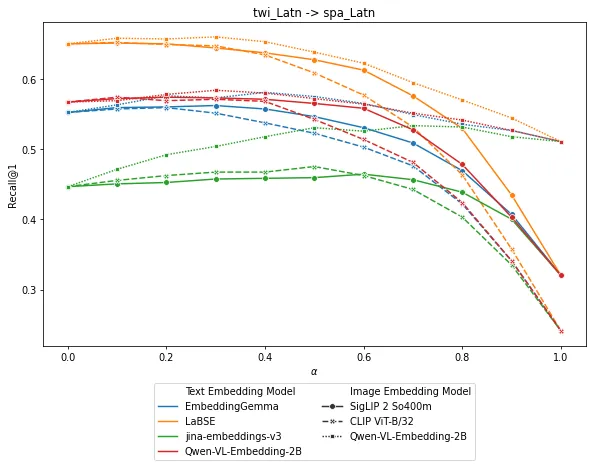 twi_Latn -> spa_Latn
Recall@1
0.6
0.5
0.4
0.3
0.0 0.2 0.4 0.6 0.8 1.0
α
Text Embedding Model
EmbeddingGemma
LaBSE
jina-embeddings-v3
Qwen-VL-Embedding-2B
Image Embedding Model
SigLIP 2 So400m
CLIP ViT-B/32
Qwen-VL-Embedding-2B